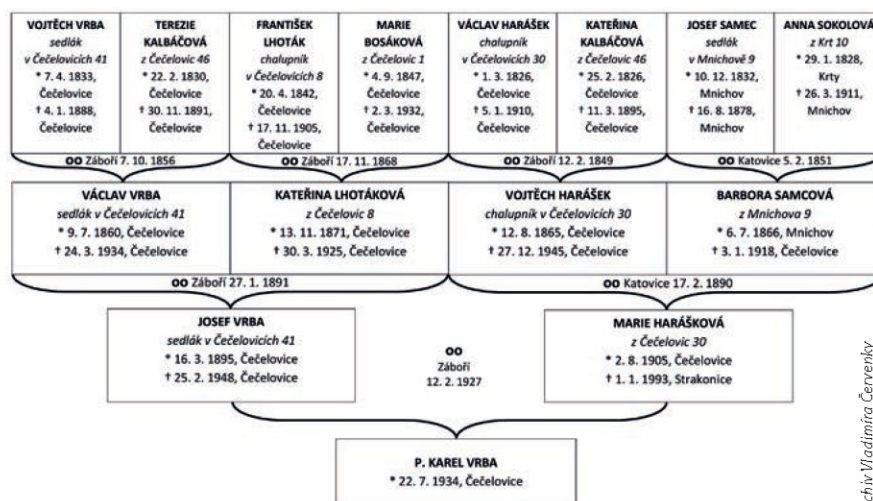 VOJTĚCH VRBA
sedlák
v Čečelovicích 41
* 7. 4. 1833,
Čečelovice
† 4. 1. 1888,
Čečelovice
TEREZIE
KALBÁČOVÁ
z Čečelovic 46
* 22. 2. 1830,
Čečelovice
† 30. 11. 1891,
Čečelovice
FRANTIŠEK
LHOTÁK
chalupník
v Čečelovicích 8
* 20. 4. 1842,
Čečelovice
† 17. 11. 1905,
Čečelovice
MARIE
BOSÁKOVÁ
z Čečelovic 1
* 4. 9. 1847,
Čečelovice
† 2. 3. 1932,
Čečelovice
VÁCLAV HARÁŠEK
chalupník
v Čečelovicích 30
* 1. 3. 1826,
Čečelovice
† 5. 1. 1910,
Čečelovice
KATEŘINA
KALBÁČOVÁ
z Čečelovic 46
* 25. 2. 1826,
Čečelovice
† 11. 3. 1895,
Čečelovice
JOSEF SAMEC
sedlák
v Mnichově 9
* 10. 12. 1832,
Mnichov
† 16. 8. 1878,
Mnichov
ANNA SOKOLOVÁ
z Krt 10
* 29. 1. 1828,
Krty
† 26. 3. 1911,
Mnichov
OO Záboří 7. 10. 1856
OO Záboří 17. 11. 1868
OO Záboří 12. 2. 1849
OO Katovice 5. 2. 1851
VÁCLAV VRBA
sedlák v Čečelovicích 41
* 9. 7. 1860, Čečelovice
† 24. 3. 1934, Čečelovice
KATEŘINA LHOTÁKOVÁ
z Čečelovic 8
* 13. 11. 1871, Čečelovice
† 30. 3. 1925, Čečelovice
VOJTĚCH HARÁŠEK
chalupník v Čečelovicích 30
* 12. 8. 1865, Čečelovice
† 27. 12. 1945, Čečelovice
BARBORA SAMCOVÁ
z Mnichova 9
* 6. 7. 1866, Mnichov
† 3. 1. 1918, Čečelovice
OO Záboří 27. 1. 1891
OO Katovice 17. 2. 1890
JOSEF VRBA
sedlák v Čečelovicích 41
* 16. 3. 1895, Čečelovice
† 25. 2. 1948, Čečelovice
OO
Záboří
12. 2. 1927
MARIE HARÁŠKOVÁ
z Čečelovic 30
* 2. 8. 1905, Čečelovice
† 1. 1. 1993, Strakonice
P. KAREL VRBA
* 22. 7. 1934, Čečelovice
chiv Vladimíra Červenky